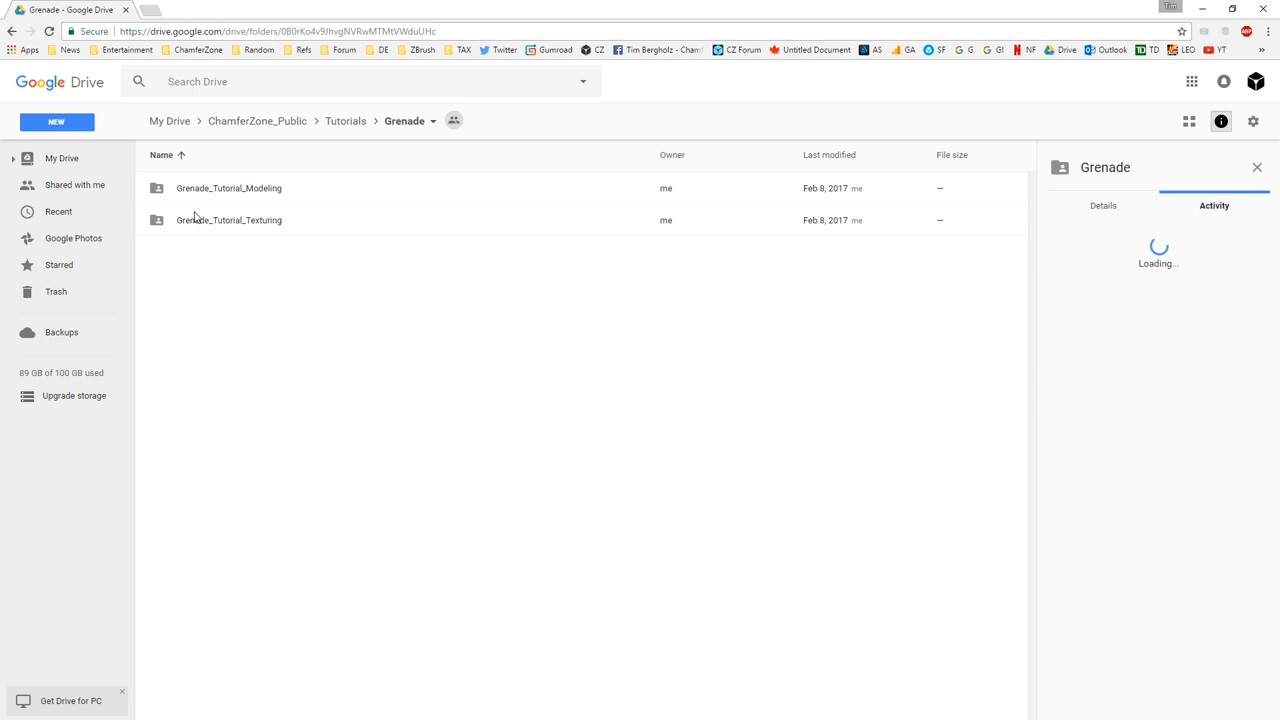 Grenade - Google Drive
Tim
Secure https://drive.google.com/drive/folders/0B0rKo4v9JhvgNVRwMTMtVWduUHc
Apps News Entertainment ChamferZone Random Refs Forum DE ZBrush TAX Twitter Gumroad CZ Tim Bergholz - Chamf CZ Forum Untitled Document AS GA SF G GI NF Drive Outlook TD LEO YT
Google Drive
Search Drive
NEW
My Drive > ChamferZone_Public > Tutorials > Grenade
Name
Owner
Last modified
File size
Grenade_Tutorial_Modeling me Feb 8, 2017 me –
Grenade_Tutorial_Texturing me Feb 8, 2017 me –
My Drive
Shared with me
Recent
Google Photos
Starred
Trash
Backups
89 GB of 100 GB used
Upgrade storage
Get Drive for PC
Grenade
Details
Activity
Loading...